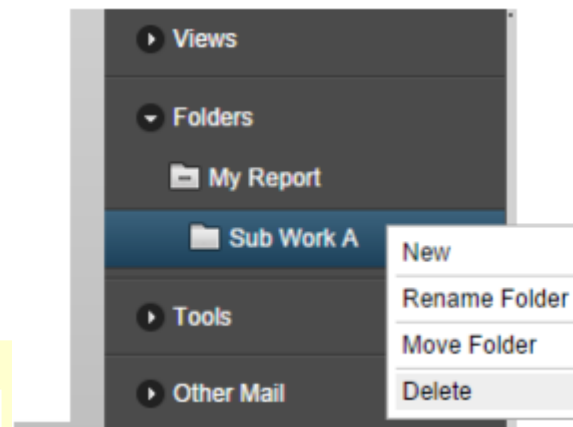 Views
Folders
My Report
Sub Work A
New
Rename Folder
Move Folder
Tools
Other Mail
Delete